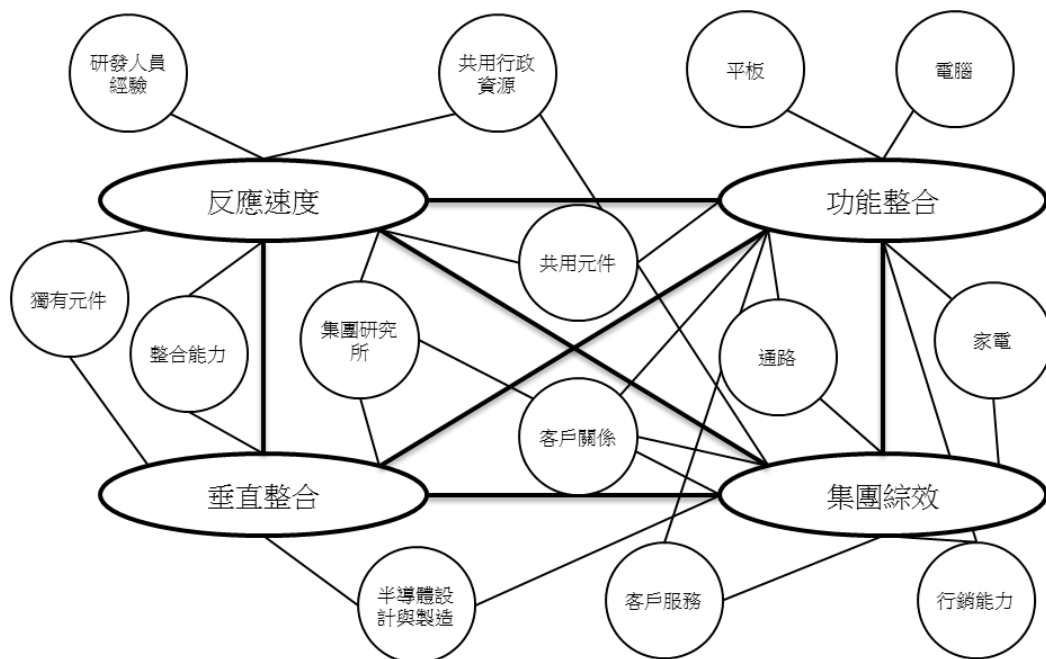 研發人員
經驗
共用行政
資源
平板
電腦
反應速度
功能整合
獨有元件
整合能力
集團研究
所
共用元件
通路
家電
客戶關係
垂直整合
集團綜效
半導體設
計與製造
客戶服務
行銷能力